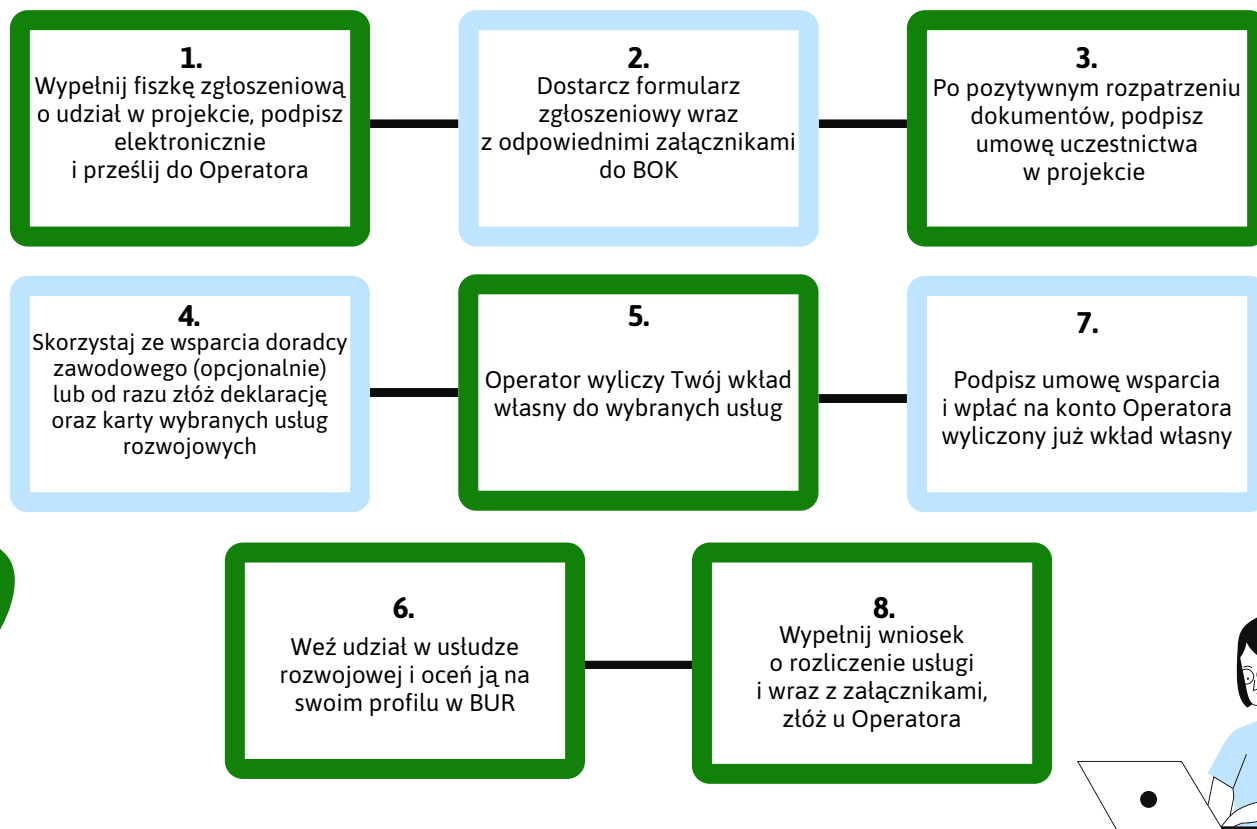 1.
Wypełnij fiszkę zgłoszeniową
o udział w projekcie, podpisz
elektronicznie
i prześlij do Operatora
2.
Dostarcz formularz
zgłoszeniowy wraz
z odpowiednimi załącznikami
do BOK
3.
Po pozytywnym rozpatrzeniu
dokumentów, podpisz
umowę uczestnictwa
w projekcie
4.
Skorzystaj ze wsparcia doradcy
zawodowego (opcjonalnie)
lub od razu złóż deklarację
oraz karty wybranych usług
rozwojowych
5.
Operator wyliczy Twój wkład
własny do wybranych usług
7.
Podpisz umowę wsparcia
i wpłać na konto Operatora
wyliczony już wkład własny
6.
Weź udział w usłudze
rozwojowej i oceń ją na
swoim profilu w BUR
8.
Wypełnij wniosek
o rozliczenie usługi
i wraz z załącznikami,
złóż u Operatora